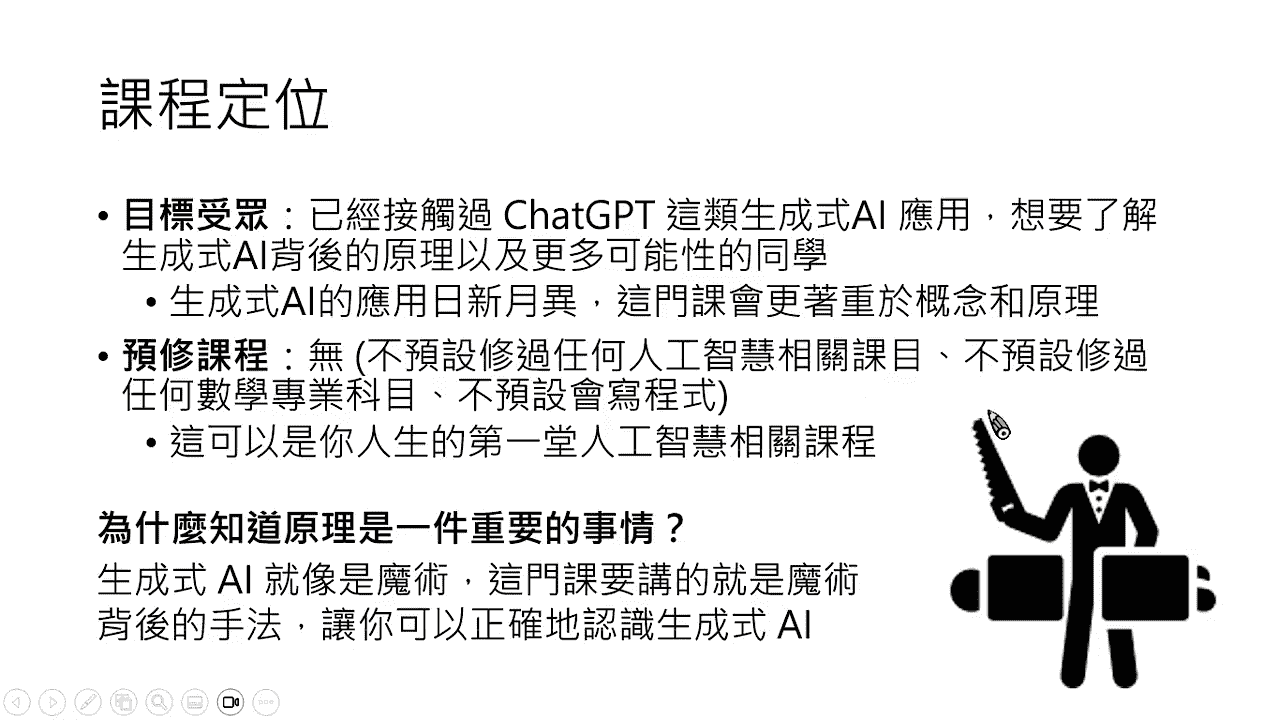 課程定位
• 目標受眾：已經接觸過 ChatGPT 這類生成式AI 應用，想要了解
生成式AI背後的原理以及更多可能性的同學
• 生成式AI的應用日新月異，這門課會更著重於概念和原理
• 預修課程：無 (不預設修過任何人工智慧相關課目、不預設修過
任何數學專業科目、不預設會寫程式)
• 這可以是你人生的第一堂人工智慧相關課程
為什麼知道原理是一件重要的事情？
生成式 AI 就像是魔術，這門課要講的就是魔術
背後的手法，讓你可以正確地認識生成式 AI